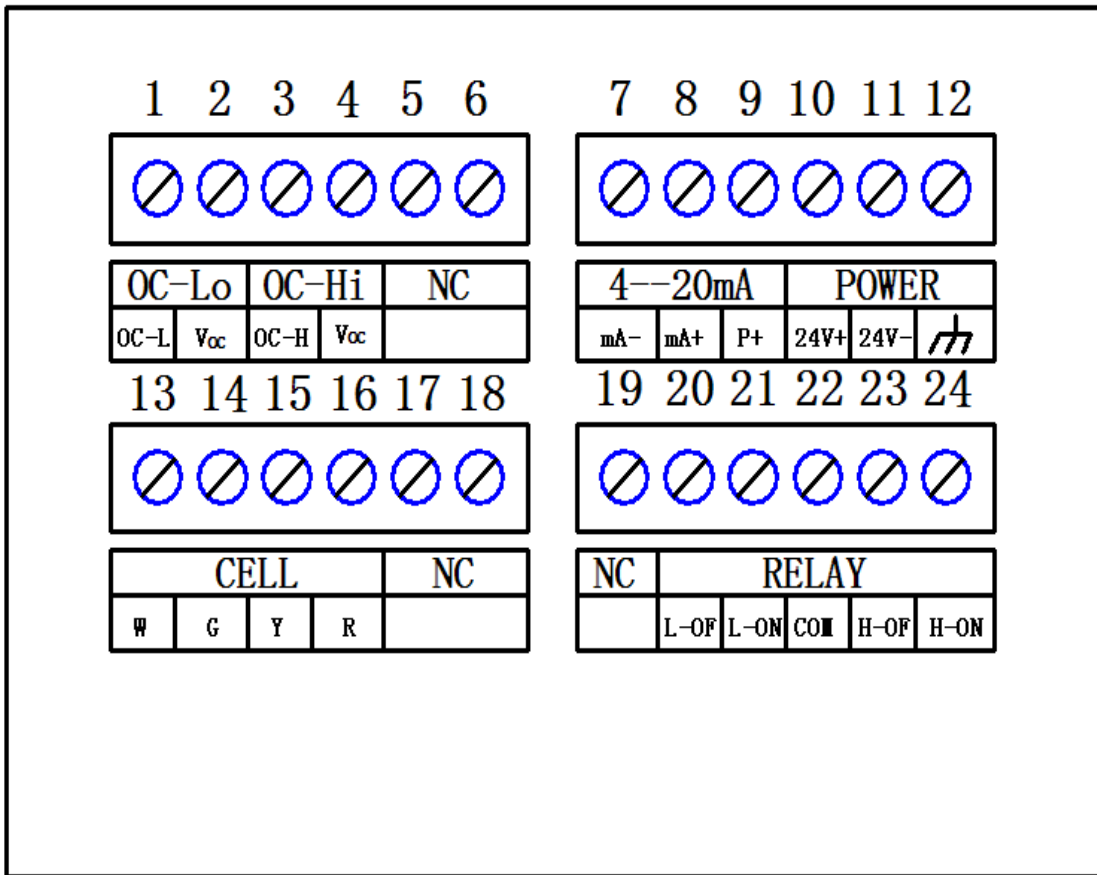 1 2 3 4 5 6 7 8 9 10 11 12
OC-Lo OC-Hi NC 4--20mA POWER
OC-L Voc OC-H Voc mA- mA+ P+ 24V+ 24V-
13 14 15 16 17 18 19 20 21 22 23 24
CELL NC NC RELAY
W G Y R L-OF L-ON COM H-OF H-ON